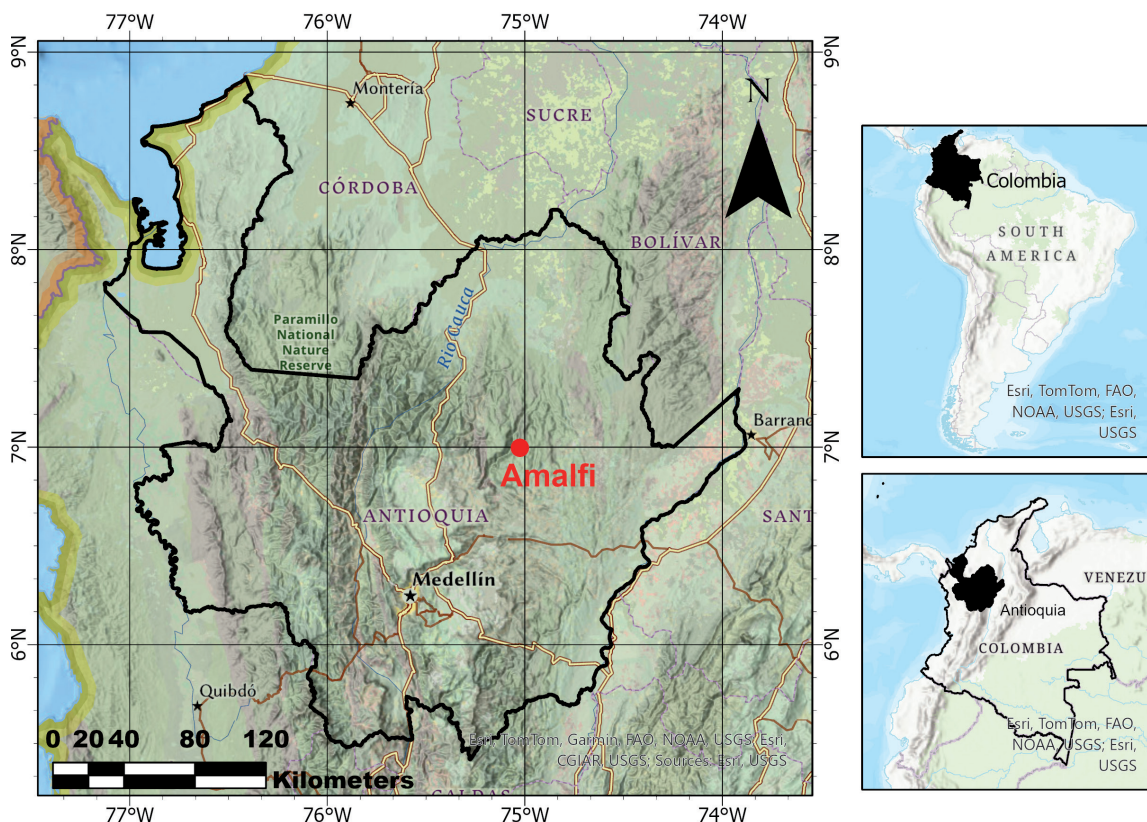 77°W 76°W 75°W 74°W
9°N
9°N
N
Montería
SUCRE
CÓRDOBA
8°N
8°N
BOLÍVAR
Rio Cauca
Paramillo
National
Nature
Reserve
7°N
7°N
Barranc
Amalfi
ANTIOQUIA
SANT
Medellín
6°N
6°N
Quibdó
0 20 40 80 120
Kilometers
Esri, TomTom, Garmin, FAO, NOAA, USGS, Esri,
CGIAR, USGS; Sources: Esri, USGS
CALDAS
77°W 76°W 75°W 74°W
Colombia
SOUTH
AMERICA
Esri, TomTom, FAO,
NOAA, USGS; Esri,
USGS
VENEZU
Antioquia
COLOMBIA
Esri, TomTom, FAO,
NOAA, USGS; Esri,
USGS